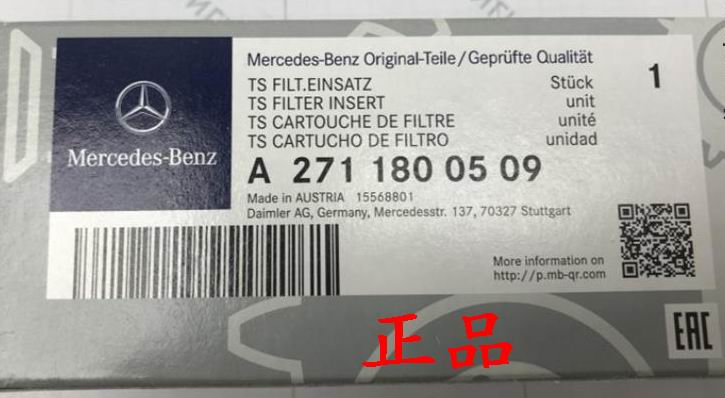 Mercedes-Benz Original-Teile/Geprüfte Qualität
TS FILT.EINSATZ Stück 1
TS FILTER INSERT unit
TS CARTOUCHE DE FILTRE unité
TS CARTUCHO DE FILTRO unidad
Mercedes-Benz
A 271 180 05 09
Made in AUSTRIA 15568801
Daimler AG, Germany, Mercedesstr. 137, 70327 Stuttgart
More information on
http://p.mb-qr.com
正品
EAC